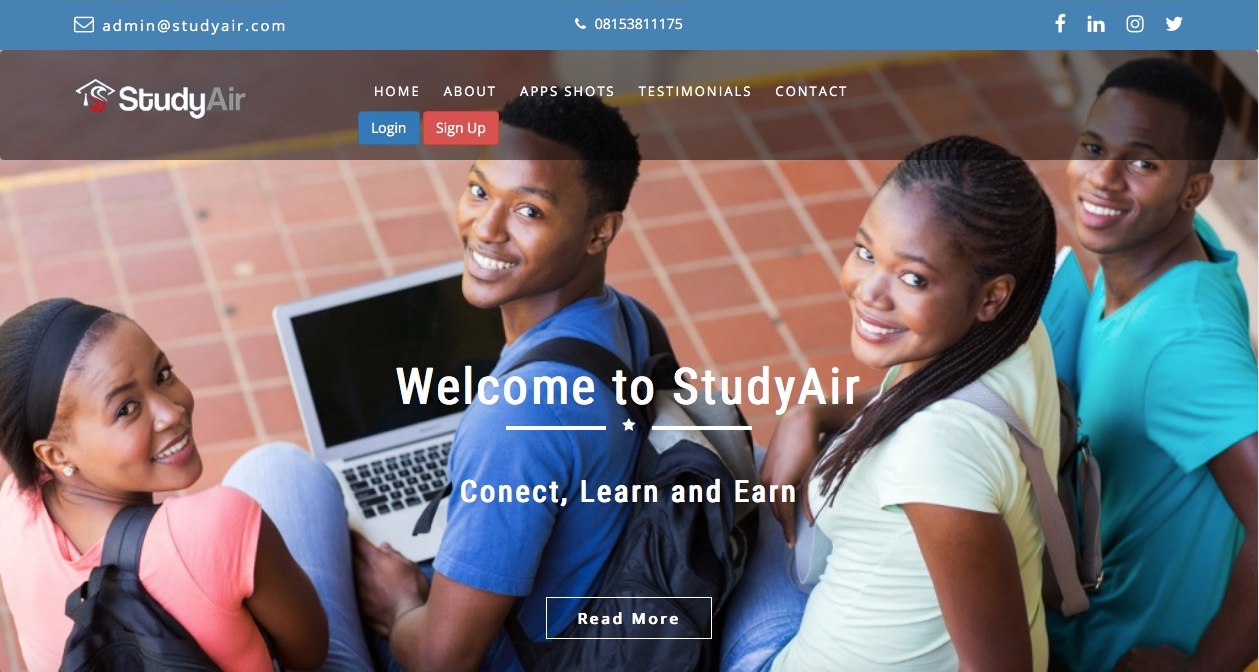 admin@studyair.com
08153811175
StudyAir
HOME ABOUT APPS SHOTS TESTIMONIALS CONTACT
Login Sign Up
Welcome to StudyAir
Conect, Learn and Earn
Read More